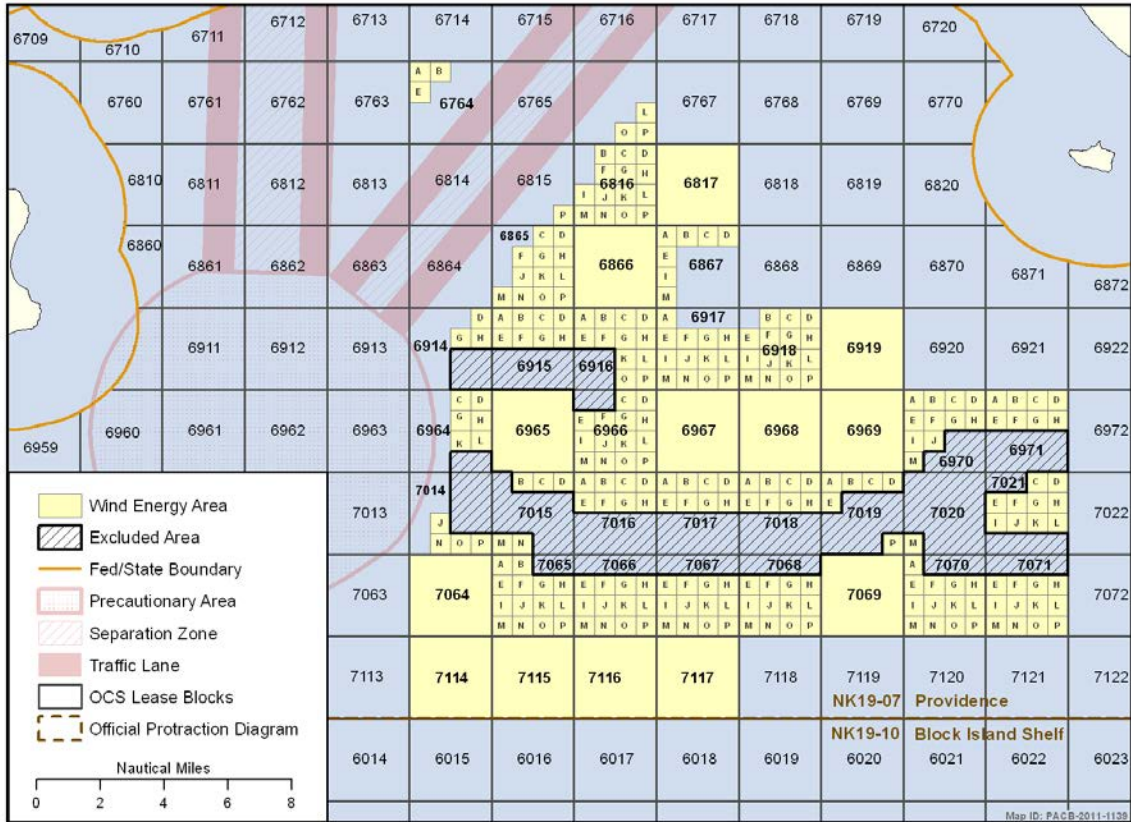 6709 6710 6711 6712 6713 6714 6715 6716 6717 6718 6719 6720
6760 6761 6762 6763 A B
E 6764 6765 6767 6768 6769 6770
L
O P
6810 6811 6812 6813 6814 6815 6816 6817 6818 6819 6820
B C D
F G H
I J K L
P M N O P
6860 6861 6862 6863 6864 6865 6866 6867 6868 6869 6870 6871 6872
C D A B C D
F G H E
J K L I
M N O P M
6911 6912 6913 6914 6915 6916 6917 6918 6919 6920 6921 6922
D A B C D A B C D A B C D
G H E F G H E F G H E F G H E F G H
K L I J K L I J K L
O P M N O P M N O P
6959 6960 6961 6962 6963 6964 6965 6966 6967 6968 6969 6970 6971 6972
C D C D A B C D A B C D
G H E F G H E F G H E F G H
K L I J K L I J
M N O P M
7013 7014 7015 7016 7017 7018 7019 7020 7021 7022
B C D A B C D A B C D A B C D A B C D C D
E F G H E F G H E F G H E E F G H
J I J K L
N O P M N P M
7063 7064 7065 7066 7067 7068 7069 7070 7071 7072
A B A
E F G H E F G H E F G H E F G H E F G H E F G H
I J K L I J K L I J K L I J K L I J K L I J K L
M N O P M N O P M N O P M N O P M N O P M N O P
7113 7114 7115 7116 7117 7118 7119 7120 7121 7122
NK19-07 Providence
NK19-10 Block Island Shelf
6014 6015 6016 6017 6018 6019 6020 6021 6022 6023
Wind Energy Area
Excluded Area
Fed/State Boundary
Precautionary Area
Separation Zone
Traffic Lane
OCS Lease Blocks
Official Protraction Diagram
Nautical Miles
0 2 4 6 8
Map ID: PACB-2011-1139